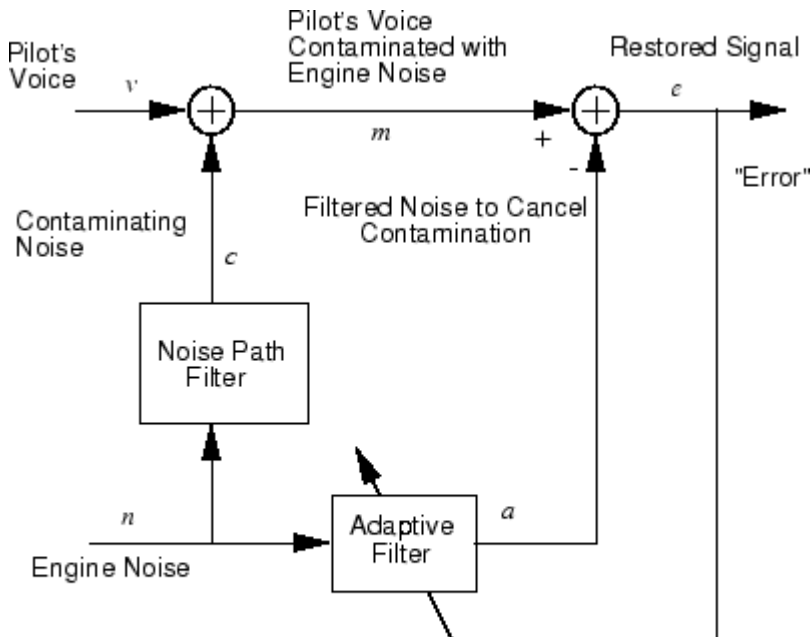 Pilot's
Voice
v
Pilot's Voice
Contaminated with
Engine Noise
m
Restored Signal
e
+
-
"Error"
Contaminating
Noise
c
Filtered Noise to Cancel
Contamination
Noise Path
Filter
n
Engine Noise
Adaptive
Filter
a